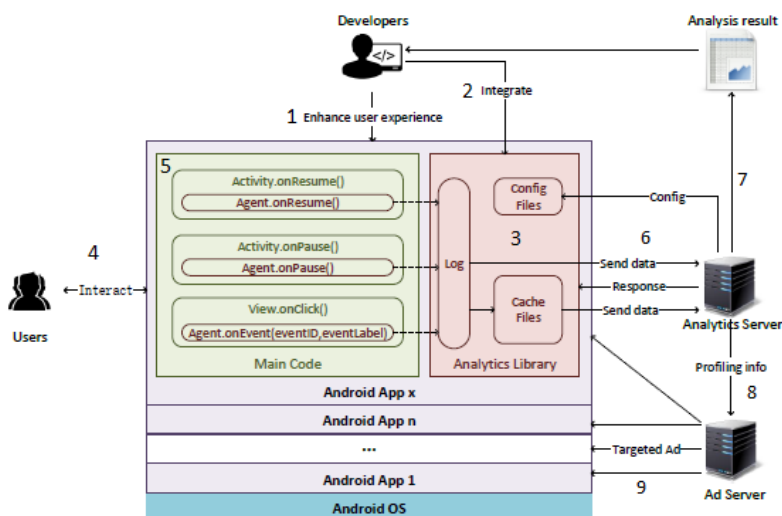 Developers
Analysis result
2 Integrate
1 Enhance user experience
5
Activity.onResume()
Agent.onResume()
Activity.onPause()
Agent.onPause()
View.onClick()
Agent.onEvent(eventID,eventLabel)
Main Code
Log
Config
Files
3
Cache
Files
Analytics Library
4
Interact
Users
7
Config
6
Send data
Response
Send data
Analytics Server
Profiling info
8
Android App x
Android App n
...
Android App 1
Android OS
Targeted Ad
9
Ad Server